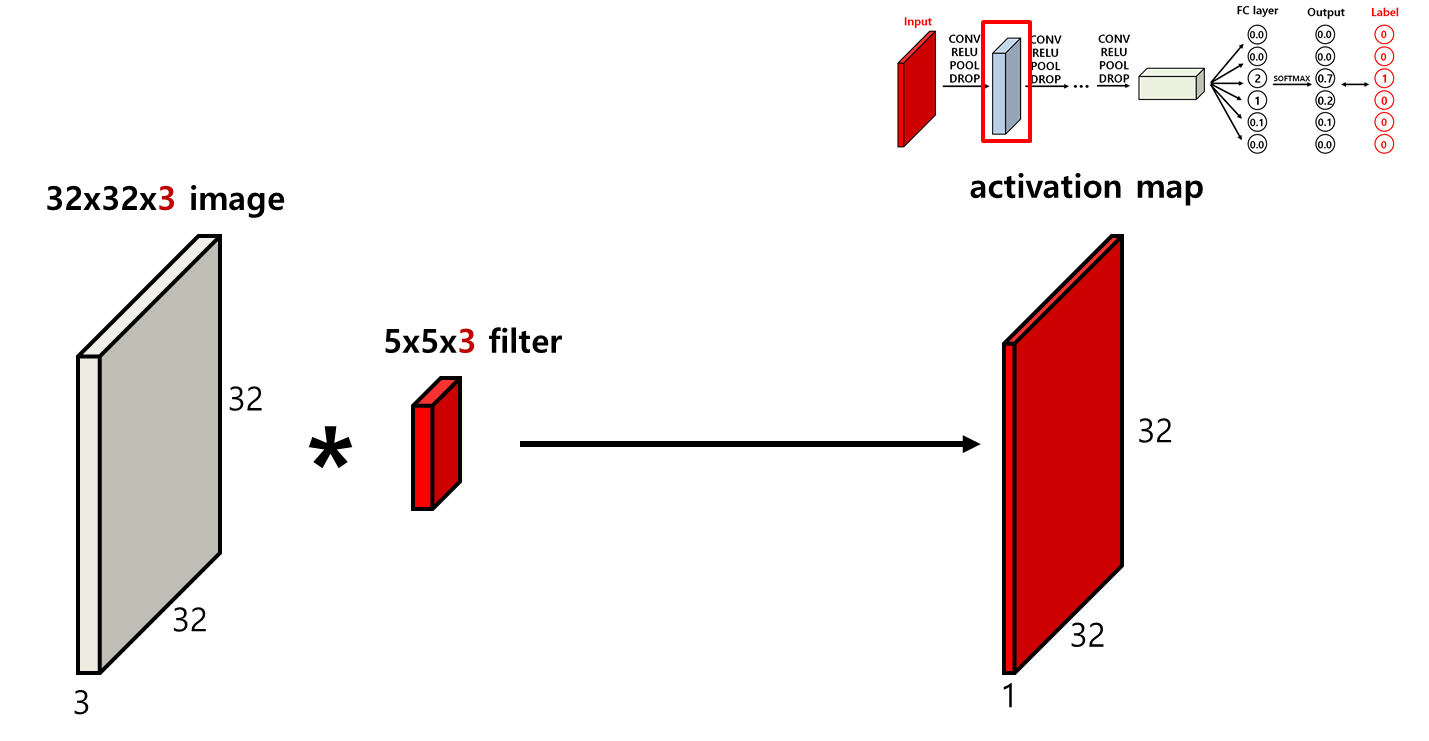 Input
CONV
RELU
POOL
DROP
CONV
RELU
POOL
DROP
...
CONV
RELU
POOL
DROP
FC layer
0.0
0.0
2
1
0.1
0.0
SOFTMAX
Output
0.0
0.0
0.7
0.2
0.1
0.0
Label
0
0
1
0
0
0
32x32x3 image
32
32
3
*
5x5x3 filter
activation map
32
32
1